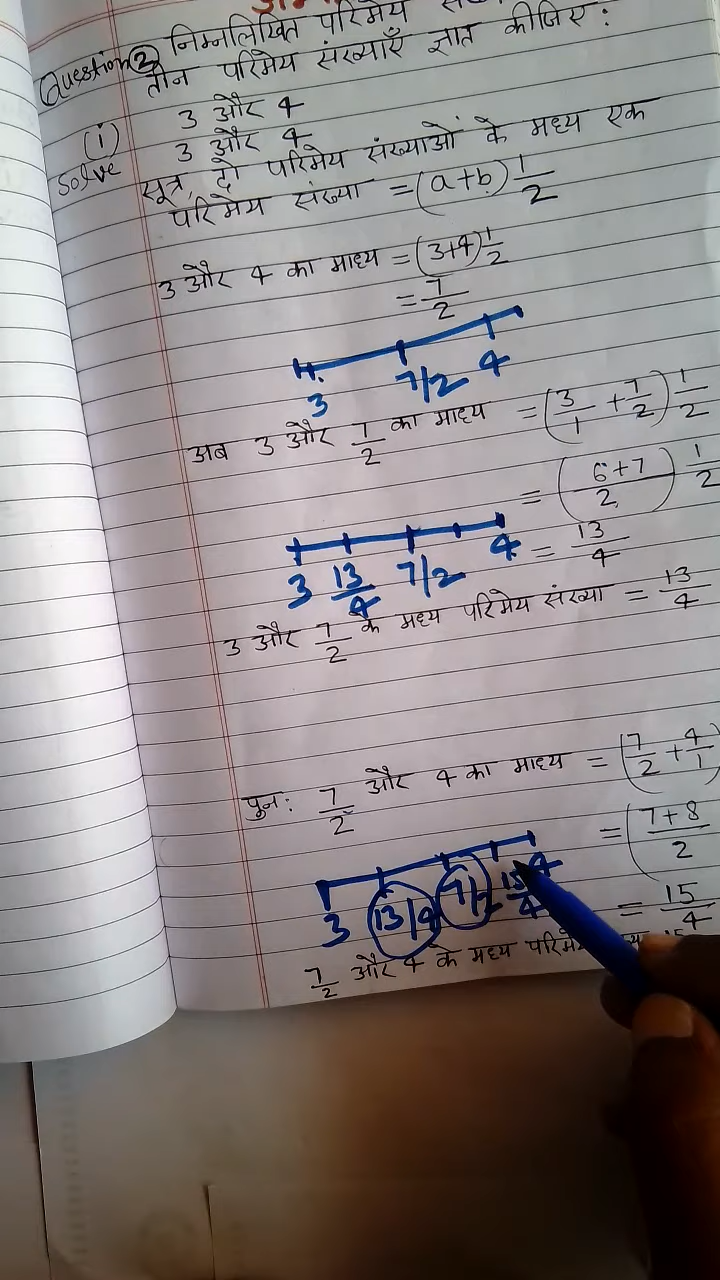 Question② निम्नलिखित परिमेय
तीन परिमेय संख्याएँ ज्ञात कीजिए:
(i) 3 और 4
Solve 3 और 4
सूत्र, दो परिमेय संख्याओं के मध्य एक
परिमेय संख्या = (a+b) 1/2
3 और 4 का माध्य = (3+4) 1/2
= 7/2
3 7/2 4
अब 3 और 7/2 का माध्य = (3/1 + 7/2) 1/2
= (6+7/2) 1/2
= 13/4
3 13/4 7/2 4
3 और 7/2 के मध्य परिमेय संख्या = 13/4
पुन: 7/2 और 4 का माध्य = (7/2 + 4/1)
= (7+8/2
= 15/4
3 13/4 7/2 15/4 4
7/2 और 4 के मध्य